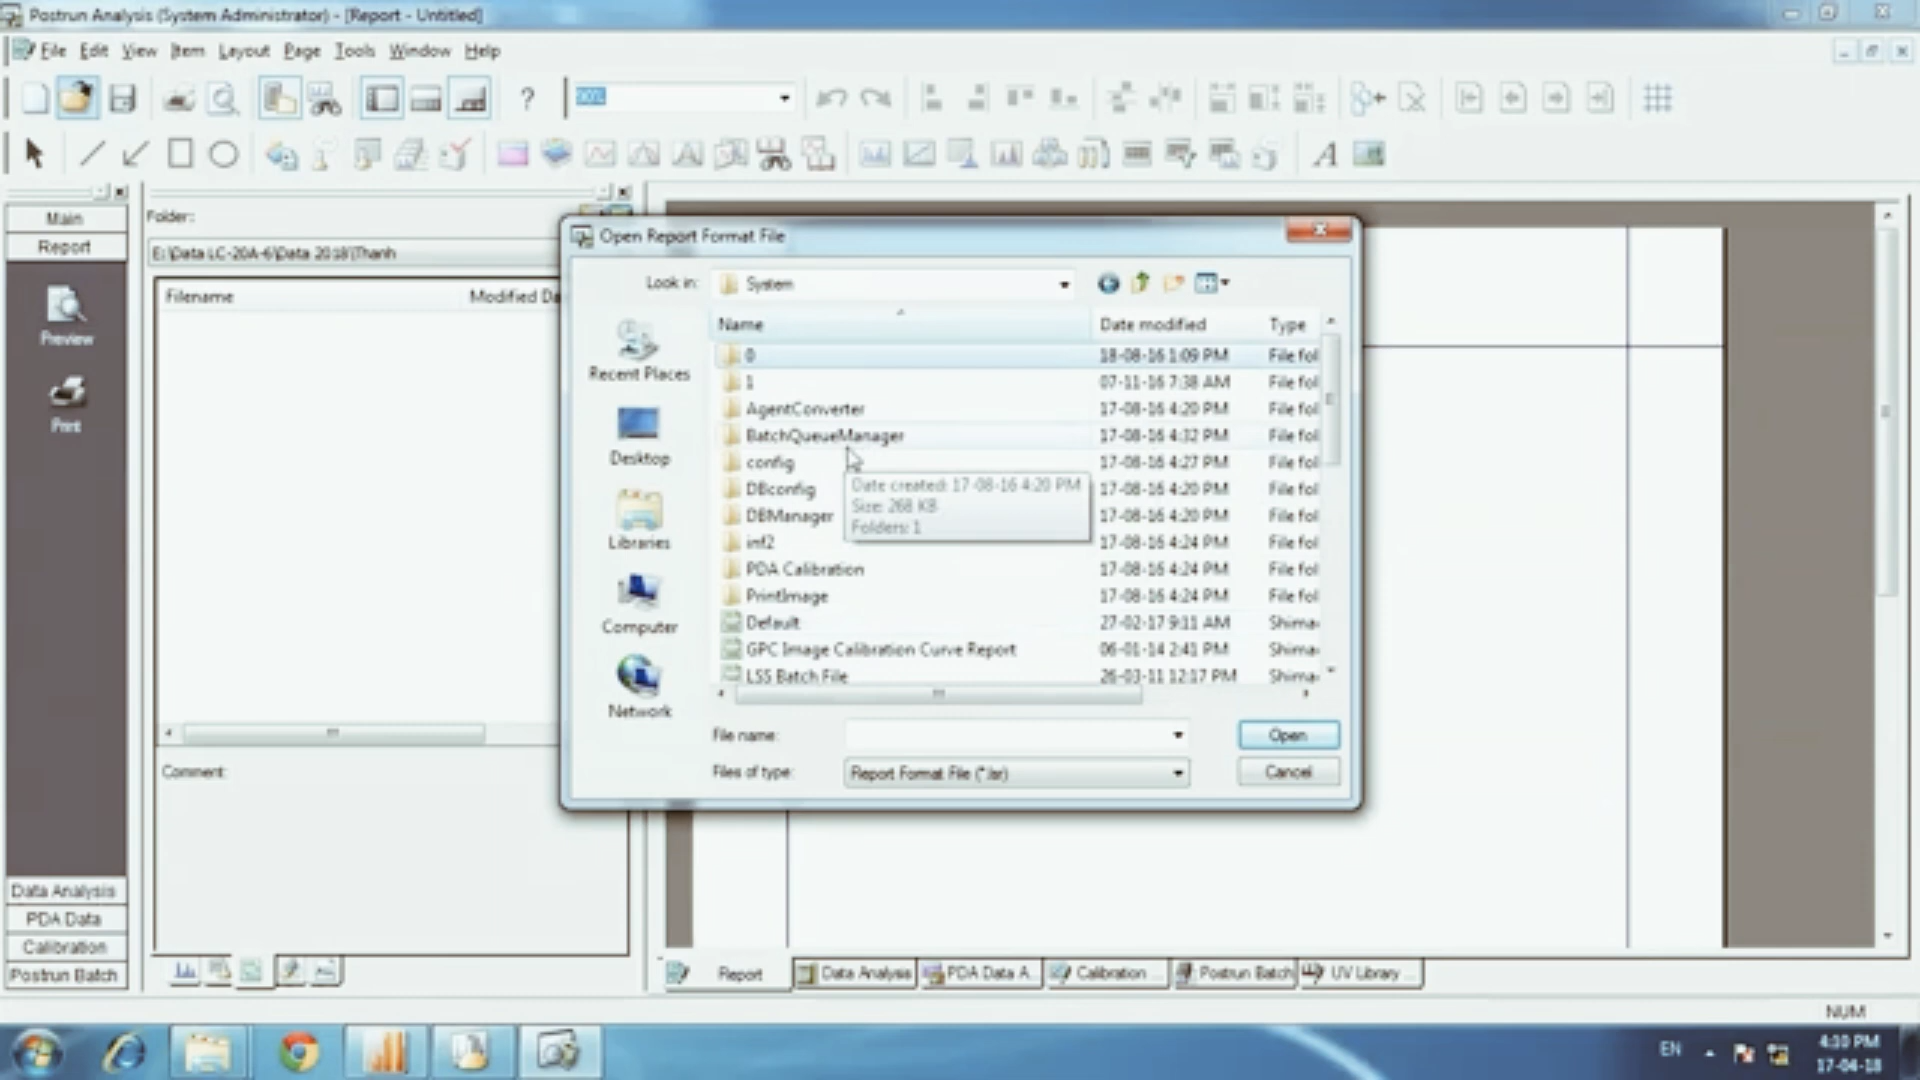 Postrun Analysis (System Administrator) - [Report - Untitled]
File Edit View Item Layout Page Tools Window Help
90%
Main
Report
Preview
Print
Data Analysis
PDA Data
Calibration
Postrun Batch
Folder:
E:\Data LC-20A-6\Data 2018\Thanh
Filename Modified Da
Comment:
Open Report Format File
Look in: System
Recent Places
Desktop
Libraries
Computer
Network
Name Date modified Type
0 18-08-16 1:09 PM File fol
1 07-11-16 7:38 AM File fol
AgentConverter 17-08-16 4:20 PM File fol
BatchQueueManager 17-08-16 4:32 PM File fol
config 17-08-16 4:27 PM File fol
DBconfig 17-08-16 4:20 PM File fol
DBManager 17-08-16 4:20 PM File fol
inf2 17-08-16 4:24 PM File fol
PDA Calibration 17-08-16 4:24 PM File fol
PrintImage 17-08-16 4:24 PM File fol
Default 27-02-17 9:11 AM Shima
GPC Image Calibration Curve Report 06-01-14 2:41 PM Shima
LSS Batch File 26-03-11 12:17 PM Shima
Date created: 17-08-16 4:20 PM
Size: 268 KB
Folders: 1
File name: Open
Files of type: Report Format File (*.lsr) Cancel
Report Data Analysis PDA Data A... Calibration ... Postrun Batch UV Library ...
NUM
EN
4:10 PM
17-04-18